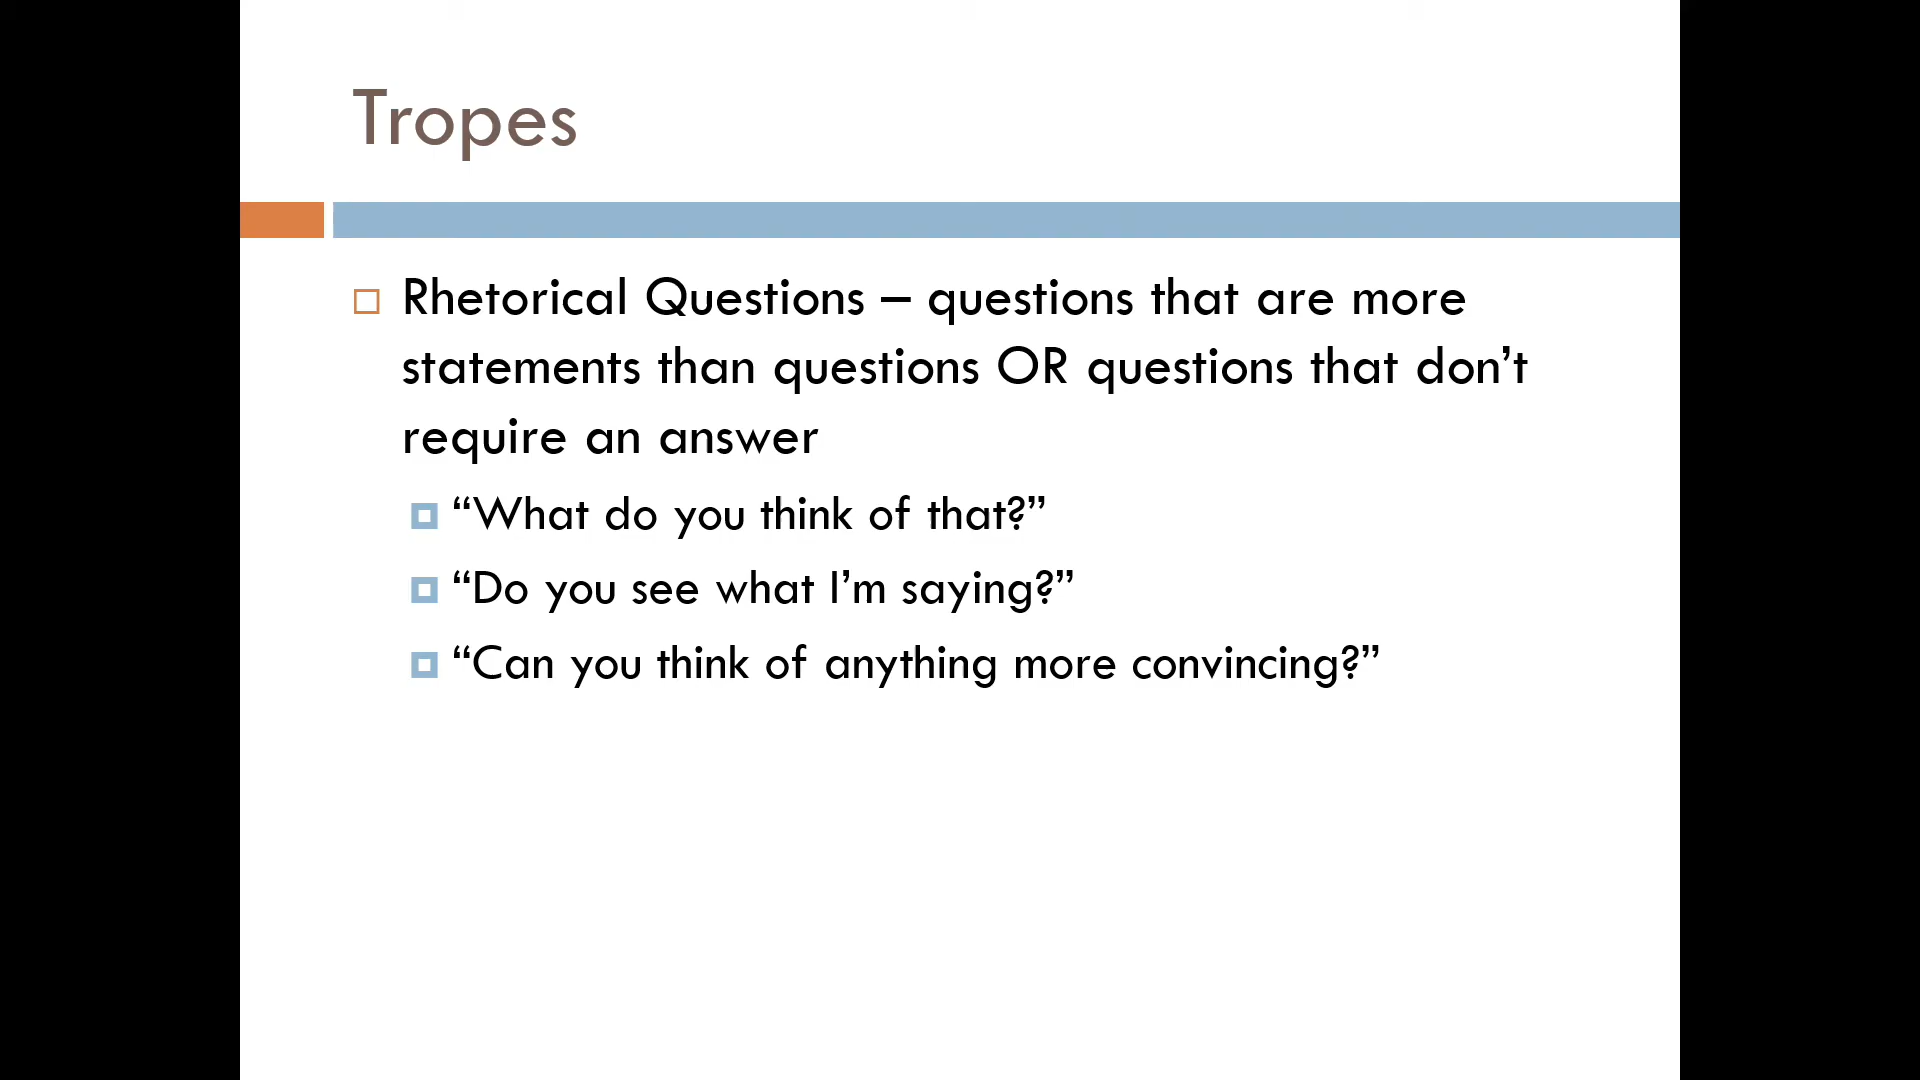 Tropes
Rhetorical Questions – questions that are more
statements than questions OR questions that don’t
require an answer
“What do you think of that?”
“Do you see what I’m saying?”
“Can you think of anything more convincing?”